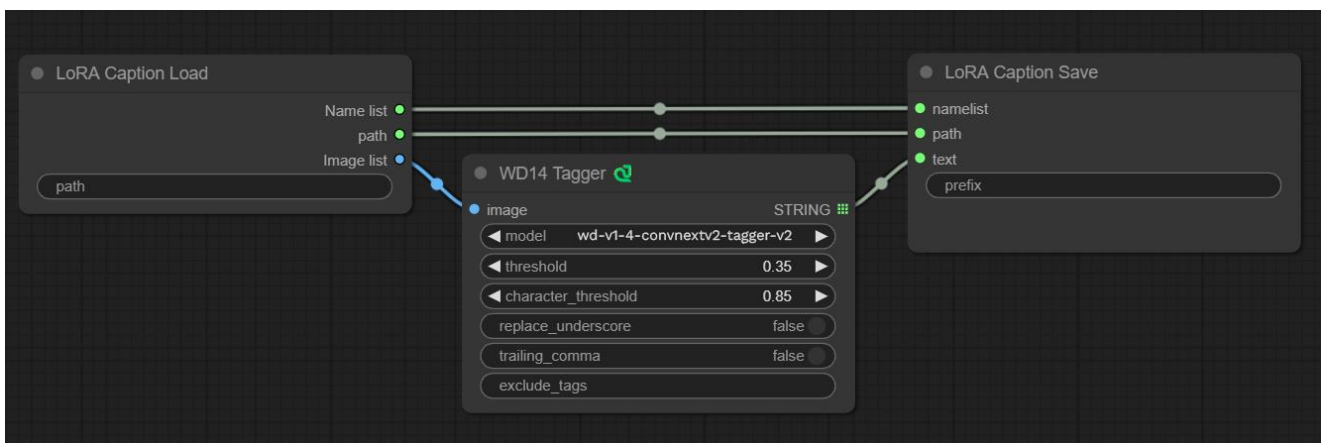 LoRA Caption Load
Name list
path
Image list
path
WD14 Tagger
image STRING
model wd-v1-4-convnextv2-tagger-v2
threshold 0.35
character_threshold 0.85
replace_underscore false
trailing_comma false
exclude_tags
LoRA Caption Save
namelist
path
text
prefix